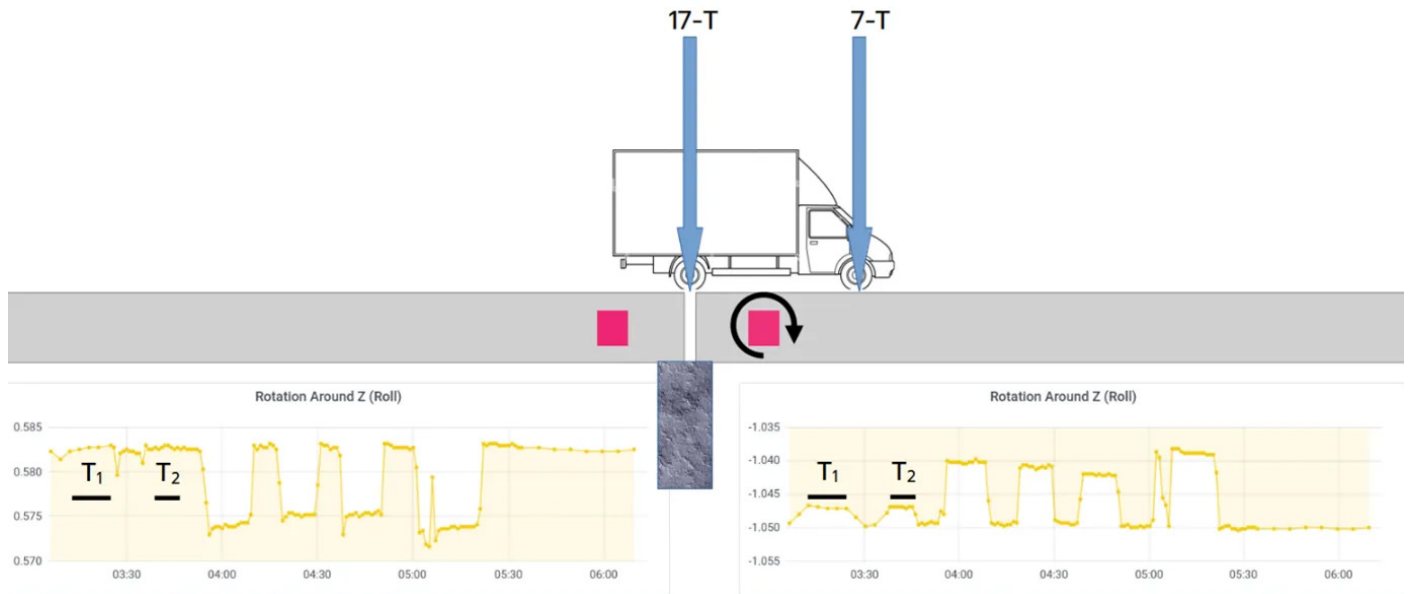 17-T 7-T
Rotation Around Z (Roll)
0.585
0.580
0.575
0.570
T₁ T₂
03:30 04:00 04:30 05:00 05:30 06:00
Rotation Around Z (Roll)
-1.035
-1.040
-1.045
-1.050
-1.055
T₁ T₂
03:30 04:00 04:30 05:00 05:30 06:00